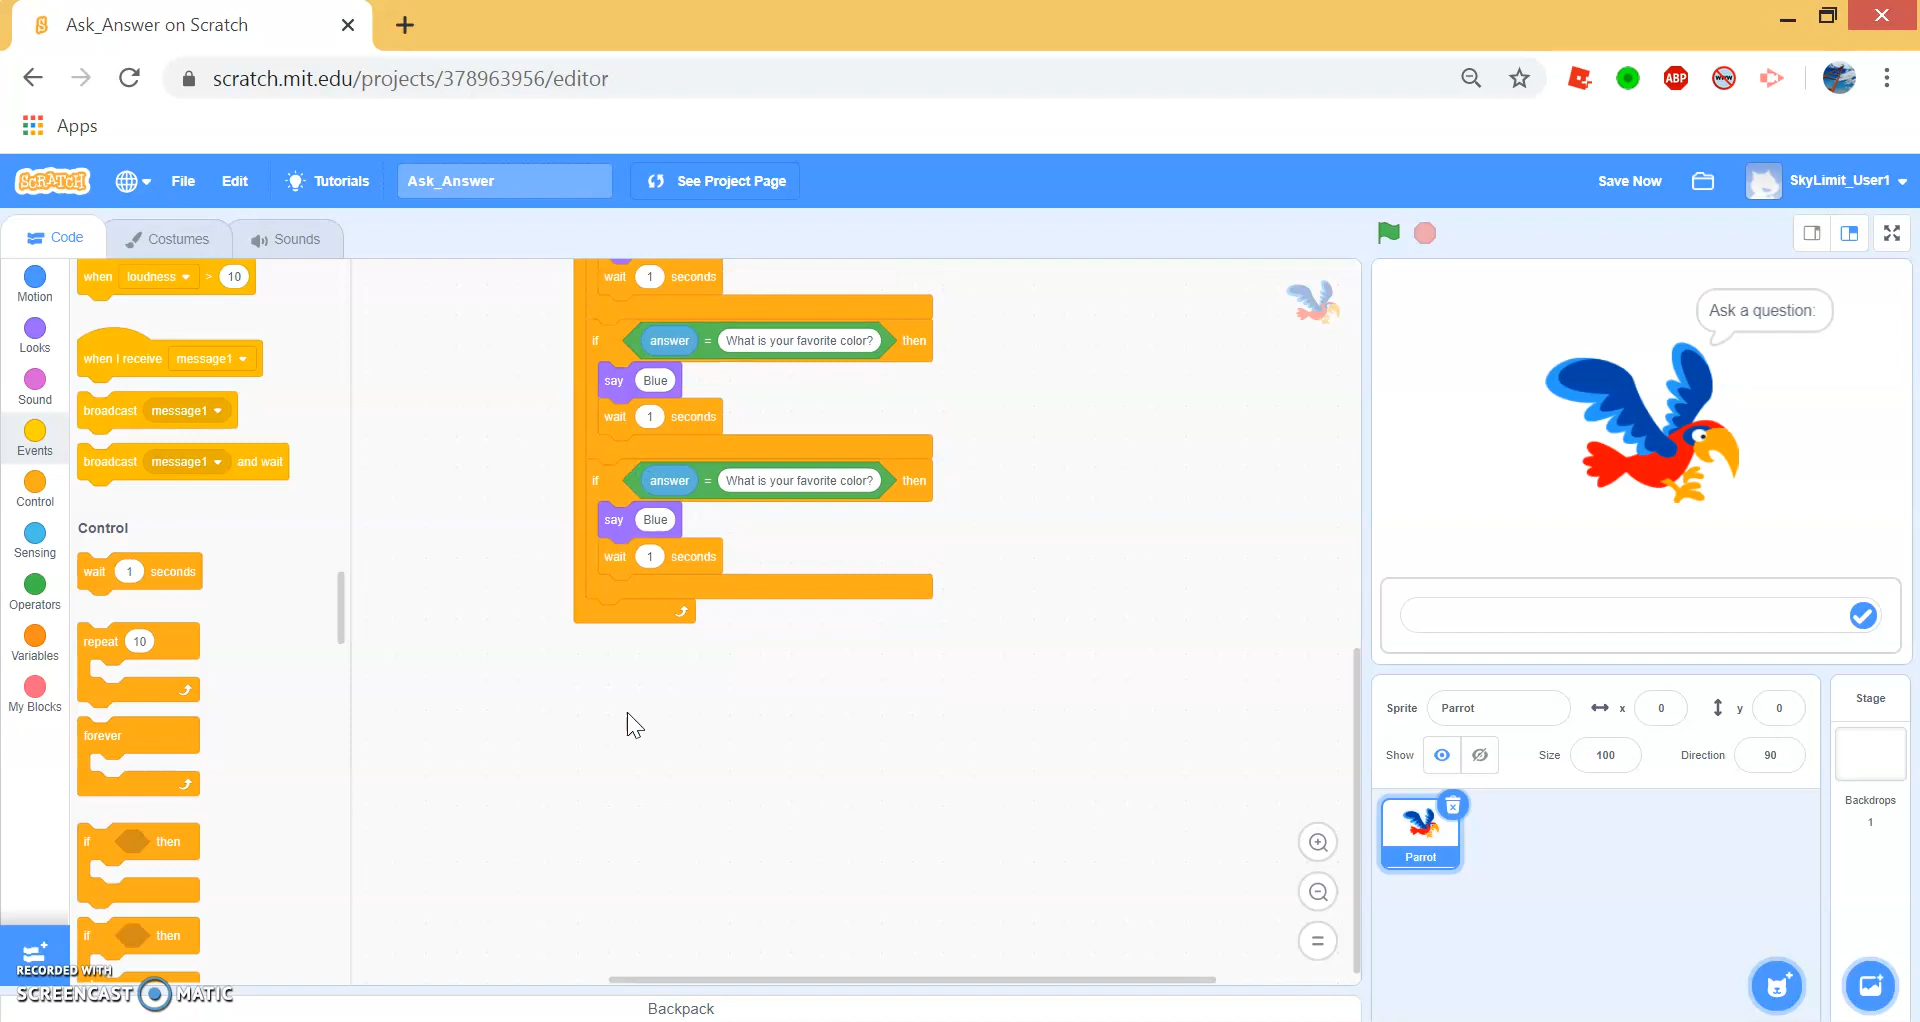 Ask_Answer on Scratch
scratch.mit.edu/projects/378963956/editor
ABP
Apps
SCRATCH
File
Edit
Tutorials
Ask_Answer
See Project Page
Save Now
SkyLimit_User1
Code
Costumes
Sounds
Motion
Looks
Sound
Events
Control
Sensing
Operators
Variables
My Blocks
when loudness > 10
when I receive message1
broadcast message1
broadcast message1 and wait
Control
wait 1 seconds
repeat 10
forever
if then
if then
wait 1 seconds
if answer = What is your favorite color? then
say Blue
wait 1 seconds
if answer = What is your favorite color? then
say Blue
wait 1 seconds
Ask a question:
Sprite Parrot x 0 y 0
Show Size 100 Direction 90
Parrot
Stage
Backdrops
1
Backpack
RECORDED WITH
SCREENCAST MATIC